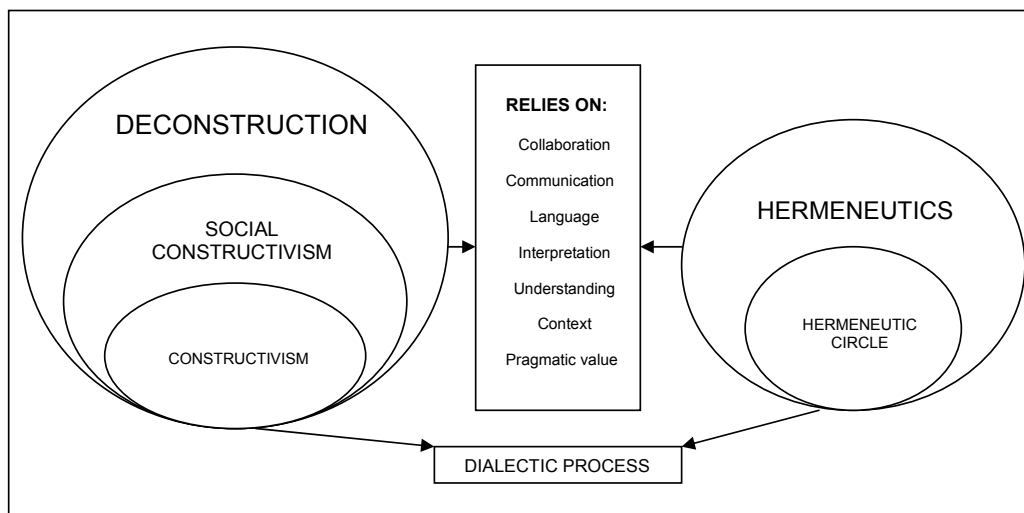 DECONSTRUCTION
SOCIAL
CONSTRUCTIVISM
CONSTRUCTIVISM
RELIES ON:
Collaboration
Communication
Language
Interpretation
Understanding
Context
Pragmatic value
HERMENEUTICS
HERMENEUTIC
CIRCLE
DIALECTIC PROCESS